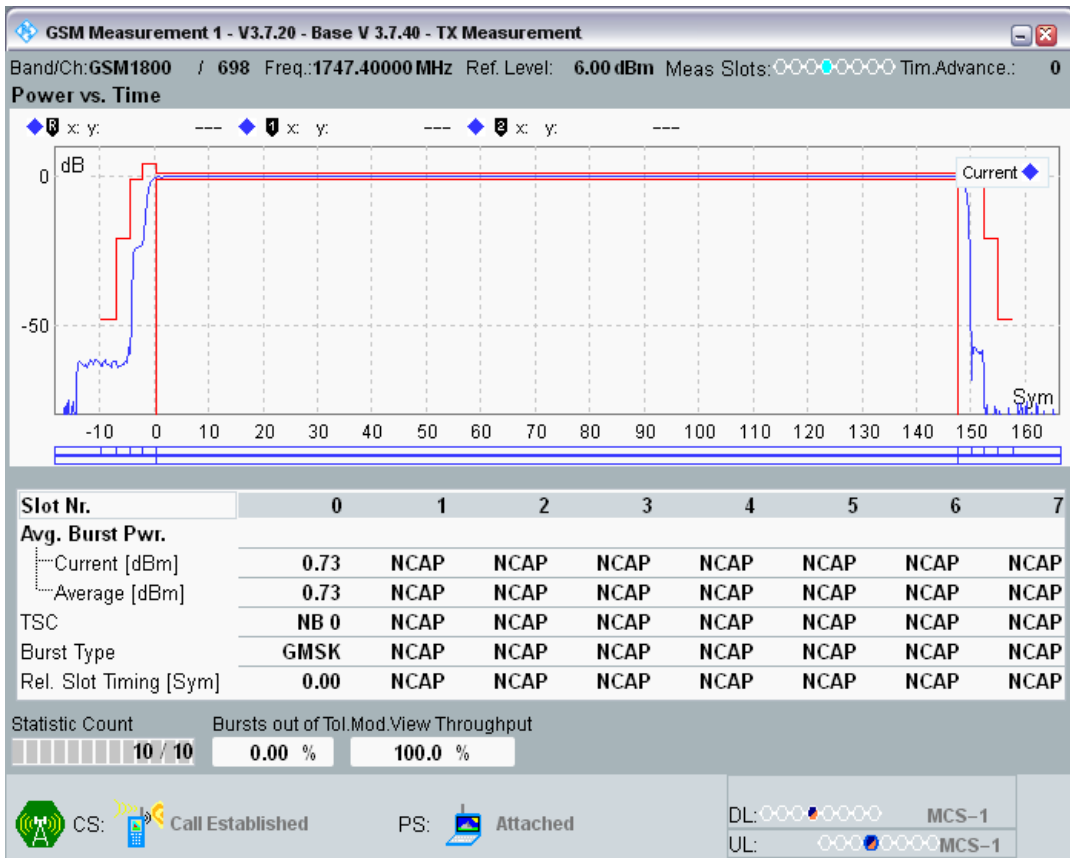 GSM Measurement 1 - V3.7.20 - Base V 3.7.40 - TX Measurement
Band/Ch:GSM1800 / 698 Freq.:1747.40000 MHz Ref. Level: 6.00 dBm Meas Slots: Tim.Advance.: 0
Power vs. Time
R x: y: --- 1 x: y: --- 2 x: y: ---
dB
0
Current
-50
Sym
-10 0 10 20 30 40 50 60 70 80 90 100 110 120 130 140 150 160
Slot Nr. 0 1 2 3 4 5 6 7
Avg. Burst Pwr.
Current [dBm] 0.73 NCAP NCAP NCAP NCAP NCAP NCAP NCAP
Average [dBm] 0.73 NCAP NCAP NCAP NCAP NCAP NCAP NCAP
TSC NB 0 NCAP NCAP NCAP NCAP NCAP NCAP NCAP
Burst Type GMSK NCAP NCAP NCAP NCAP NCAP NCAP NCAP
Rel. Slot Timing [Sym] 0.00 NCAP NCAP NCAP NCAP NCAP NCAP NCAP
Statistic Count Bursts out of Tol.Mod.View Throughput
10 / 10 0.00 % 100.0 %
CS: Call Established PS: Attached
DL: MCS-1
UL: MCS-1